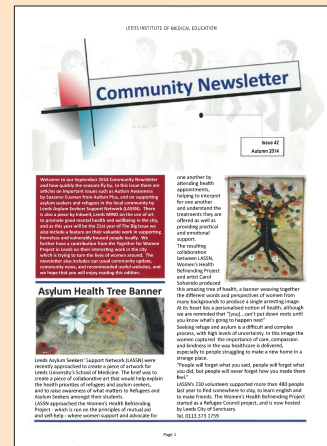 LEEDS INSTITUTE OF MEDICAL EDUCATION
Community Newsletter
Issue 42
Autumn 2014
Welcome to our September 2014 Community Newsletter
and how quickly the seasons fly by. In this issue there are
articles on important issues such as Autism Awareness
by Suzanne Eusman from Autism Plus, and on supporting
asylum seekers and refugees in the local community by
Leeds Asylum Seekers' Support Network (LASSN). There
is also a piece by Inkwell, Leeds MIND on the use of art
to promote good mental health and wellbeing in the city,
and as this year will be the 21st year of The Big Issue we
also include a feature on their valuable work in supporting
homeless and vulnerably housed people locally. We
further have a contribution from the Together for Women
Project in Leeds on their interesting work in the city
which is trying to turn the lives of women around. The
newsletter also includes our usual community update,
community news, and recommended useful websites, and
we hope that you will enjoy reading this edition.
Asylum Health Tree Banner
Leeds Asylum Seekers' Support Network (LASSN) were
recently approached to create a piece of artwork for
Leeds University's School of Medicine. The brief was to
create a piece of collaborative art that would help explain
the health priorities of refugees and asylum seekers,
and to raise awareness of what matters to Refugees and
Asylum Seekers amongst their students.
LASSN approached the Women's Health Befriending
Project - which is run on the principles of mutual aid
and self-help - where women support and advocate for
one another by
attending health
appointments,
helping to interpret
for one another
and understand the
treatments they are
offered as well as
providing practical
and emotional
support.
The resulting
collaboration
between LASSN,
Women's Health
Befriending Project
and artist Carol
Sohaindo produced
this amazing tree of health, a banner weaving together
the different words and perspectives of women from
many backgrounds to produce a single arresting image.
At its heart has a personalised notion of health, although
we are reminded that "[you]...can't put down roots until
you know what's going to happen next"
Seeking refuge and asylum is a difficult and complex
process, with high levels of uncertainty. In this image the
women captured the importance of care, compassion
and kindness in the way healthcare is delivered,
especially to people struggling to make a new home in a
strange place.
"People will forget what you said, people will forget what
you did, but people will never forget how you made them
feel."
LASSN's 230 volunteers supported more than 480 people
last year to find somewhere to stay, to learn english and
to make friends. The Women's Health Befriending Project
started as a Refugee Council project, and is now hosted
by Leeds City of Sanctuary.
Tel. 0113 373 1759
Page 1